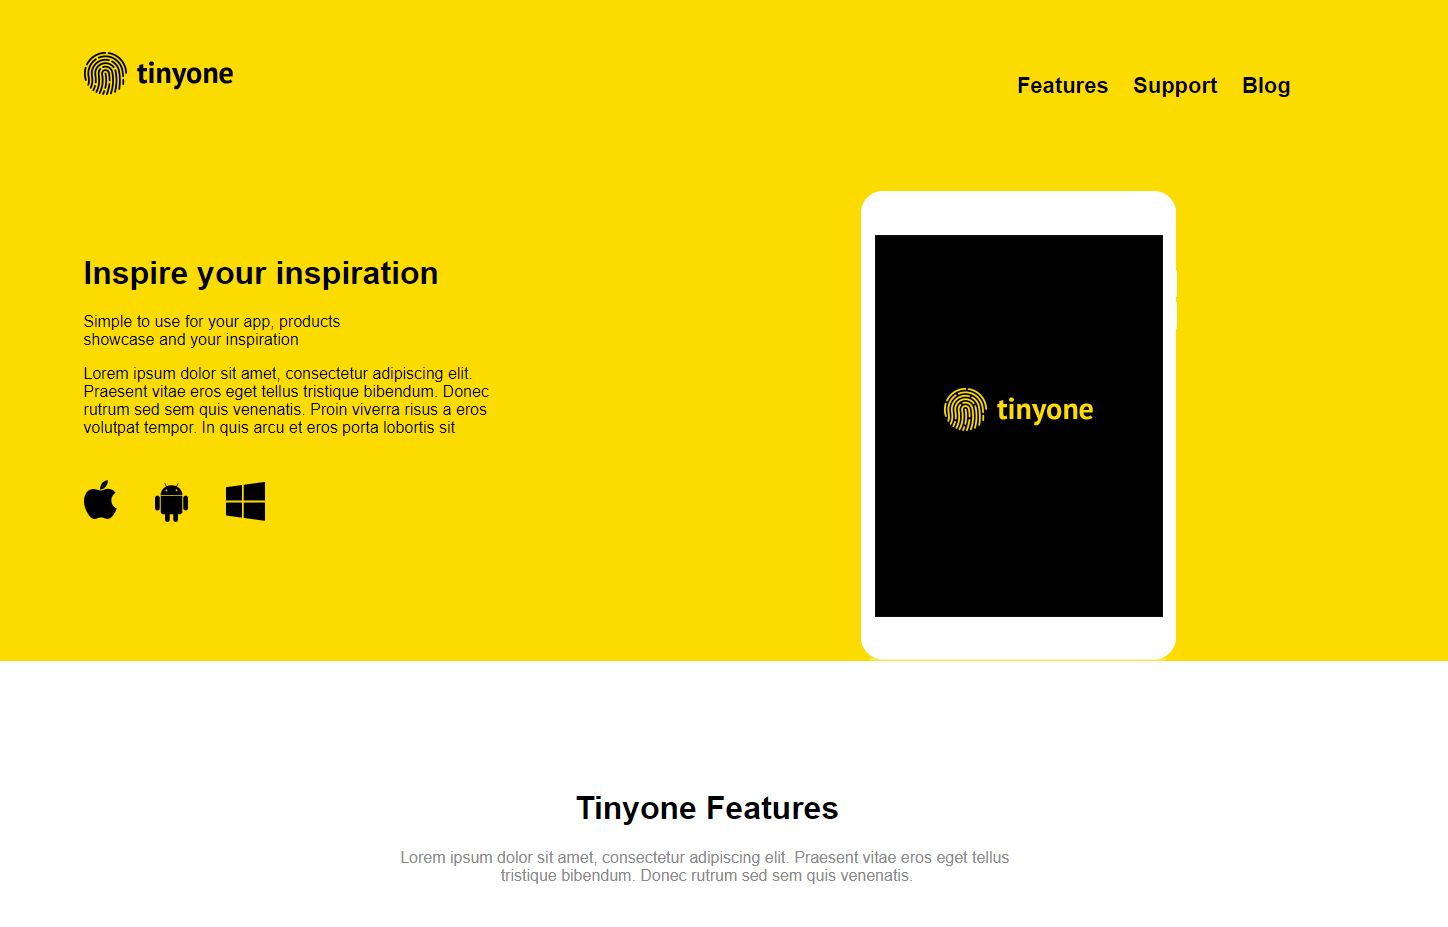 tinyone
Features Support Blog
Inspire your inspiration
Simple to use for your app, products
showcase and your inspiration
Lorem ipsum dolor sit amet, consectetur adipiscing elit.
Praesent vitae eros eget tellus tristique bibendum. Donec
rutrum sed sem quis venenatis. Proin viverra risus a eros
volutpat tempor. In quis arcu et eros porta lobortis sit
tinyone
Tinyone Features
Lorem ipsum dolor sit amet, consectetur adipiscing elit. Praesent vitae eros eget tellus
tristique bibendum. Donec rutrum sed sem quis venenatis.